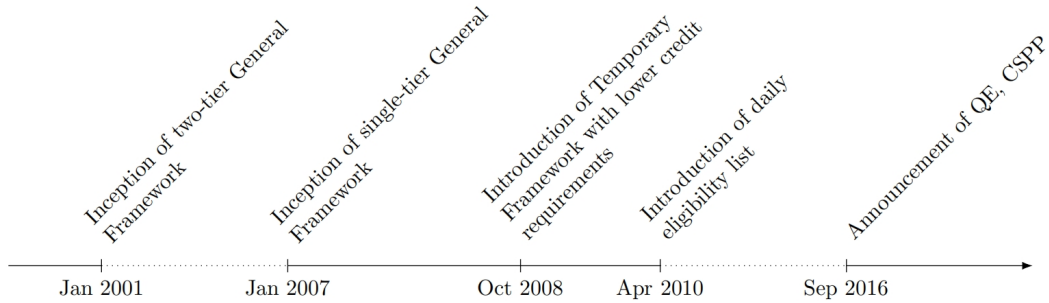 Inception of two-tier General
Framework
Inception of single-tier General
Framework
Introduction of Temporary
Framework with lower credit
requirements
Introduction of daily
eligibility list
Announcement of QE, CSPP
Jan 2001
Jan 2007
Oct 2008
Apr 2010
Sep 2016